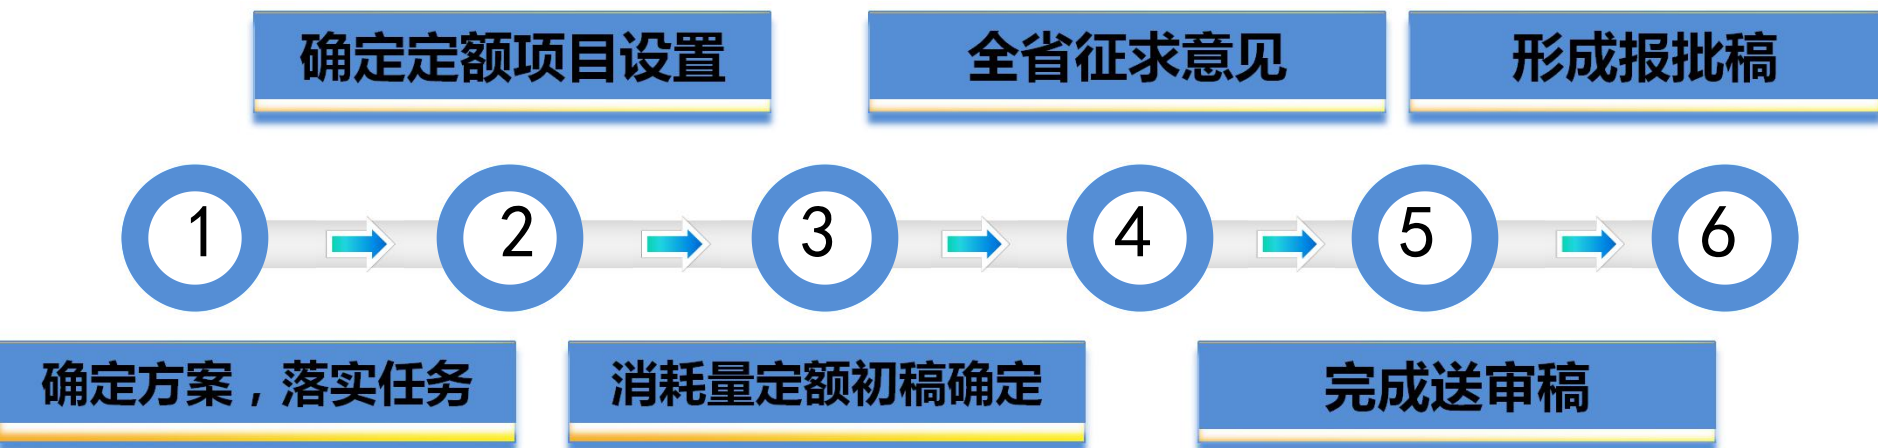 确定定额项目设置
全省征求意见
形成报批稿
1
2
3
4
5
6
确定方案，落实任务
消耗量定额初稿确定
完成送审稿